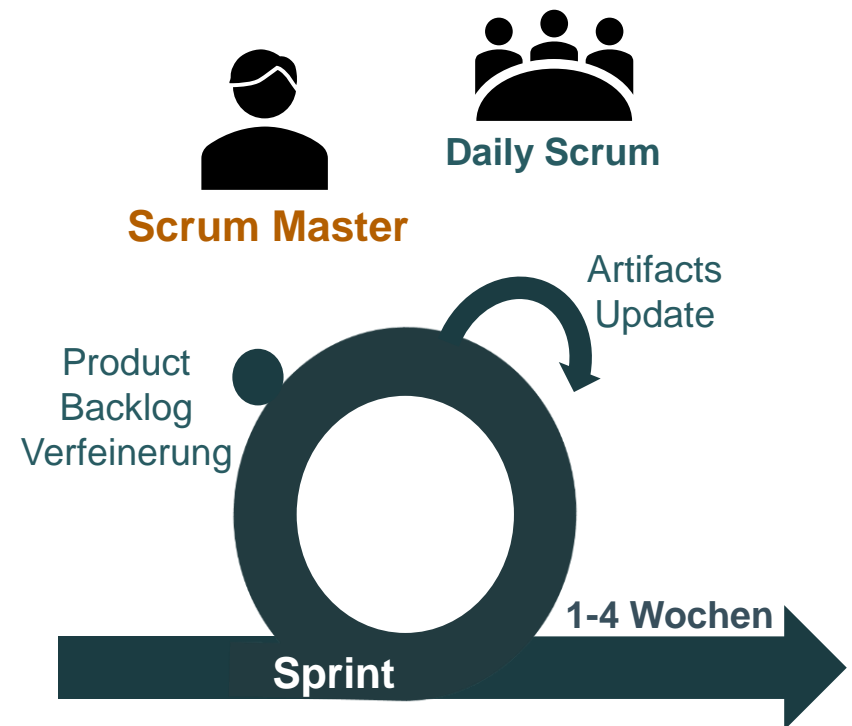 Daily Scrum
Scrum Master
Artifacts
Update
Product
Backlog
Verfeinerung
1-4 Wochen
Sprint